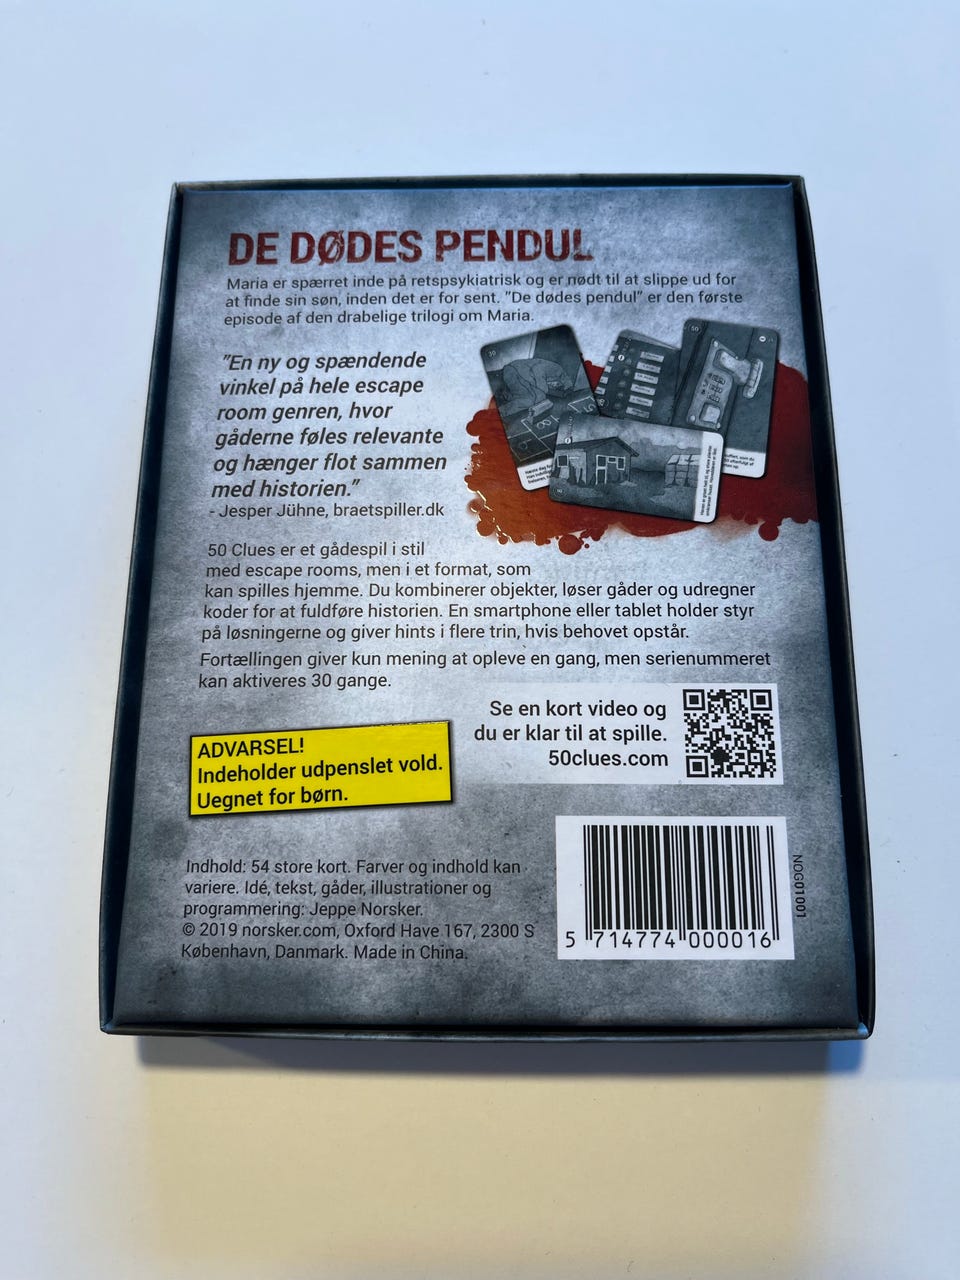 DE DØDES PENDUL
Maria er spærret inde på retspsykiatrisk og er nødt til at slippe ud for
at finde sin søn, inden det er for sent. "De dødes pendul" er den første
episode af den drabelige trilogi om Maria.
"En ny og spændende
vinkel på hele escape
room genren, hvor
gåderne føles relevante
og hænger flot sammen
med historien."
- Jesper Jühne, braetspiller.dk
30
50
50 Clues er et gådespil i stil
med escape rooms, men i et format, som
kan spilles hjemme. Du kombinerer objekter, løser gåder og udregner
koder for at fuldføre historien. En smartphone eller tablet holder styr
på løsningerne og giver hints i flere trin, hvis behovet opstår.
Fortællingen giver kun mening at opleve en gang, men serienummeret
kan aktiveres 30 gange.
Se en kort video og
du er klar til at spille.
50clues.com
ADVARSEL!
Indeholder udpenslet vold.
Uegnet for børn.
Indhold: 54 store kort. Farver og indhold kan
variere. Idé, tekst, gåder, illustrationer og
programmering: Jeppe Norsker.
© 2019 norsker.com, Oxford Have 167, 2300 S
København, Danmark. Made in China.
NOG01001
5 714774 000016